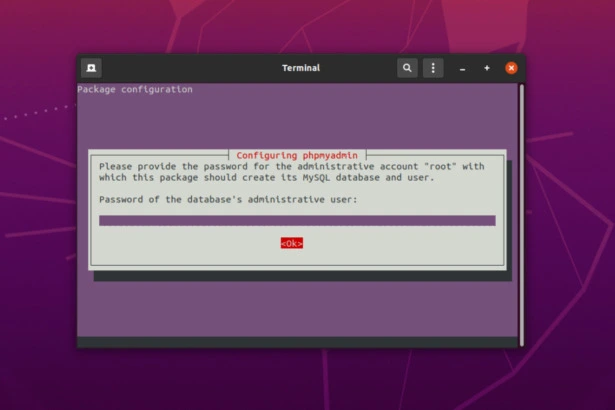 Terminal
Package configuration
Configuring phpmyadmin
Please provide the password for the administrative account "root" with
which this package should create its MySQL database and user.
Password of the database's administrative user:
<Ok>